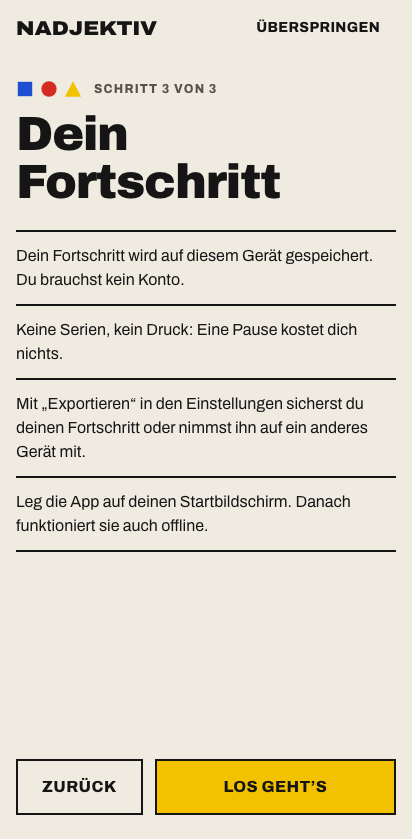 NADJEKTIV
ÜBERSPRINGEN
SCHRITT 3 VON 3
Dein
Fortschritt
Dein Fortschritt wird auf diesem Gerät gespeichert.
Du brauchst kein Konto.
Keine Serien, kein Druck: Eine Pause kostet dich
nichts.
Mit „Exportieren“ in den Einstellungen sicherst du
deinen Fortschritt oder nimmst ihn auf ein anderes
Gerät mit.
Leg die App auf deinen Startbildschirm. Danach
funktioniert sie auch offline.
ZURÜCK
LOS GEHT’S